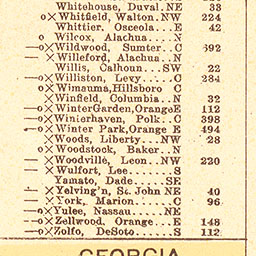 Whitehouse, Duval. NE 33
o×Whitfield, Walton. NW 224
Whittier, Osceola... E 42
o Wilcox, Alachua.... N
—o×Wildwood, Sumter.. C 692
— ×Willeford, Alachua.. N
Willis, Calhoun.... SW 22
—o×Williston, Levy.... C 234
o×Wimauma, Hillsboro C
×Winfield, Columbia.. N 32
—o×WinterGarden, OrangeE 112
—o×Winterhaven, Polk.. C 398
—o×Winter Park, Orange E 494
×Woods, Liberty... NW 28
o×Woodstock, Baker.. N
— ×Woodville, Leon.. NW 220
— ×Wulfort, Lee....... S
Yamato, Dade..... SE
—×Yelving'n, St. John NE 40
— ×York, Marion...... C 96
—o×Yulee, Nassau..... NE
—o×Zellwood, Orange... E 148
—o×Zolfo, DeSoto...... S 112
GEORGIA